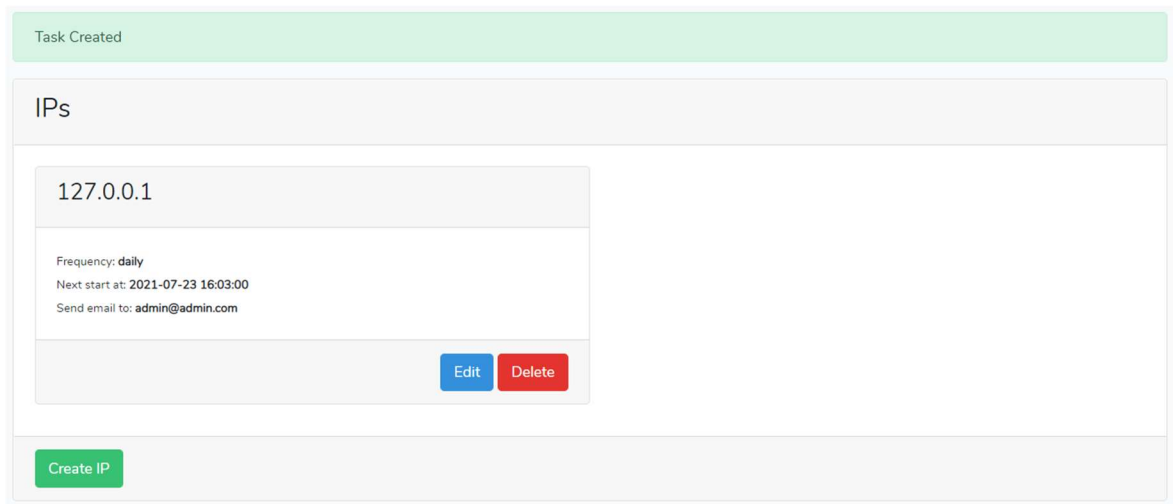 Task Created
IPs
127.0.0.1
Frequency: daily
Next start at: 2021-07-23 16:03:00
Send email to: admin@admin.com
Edit Delete
Create IP